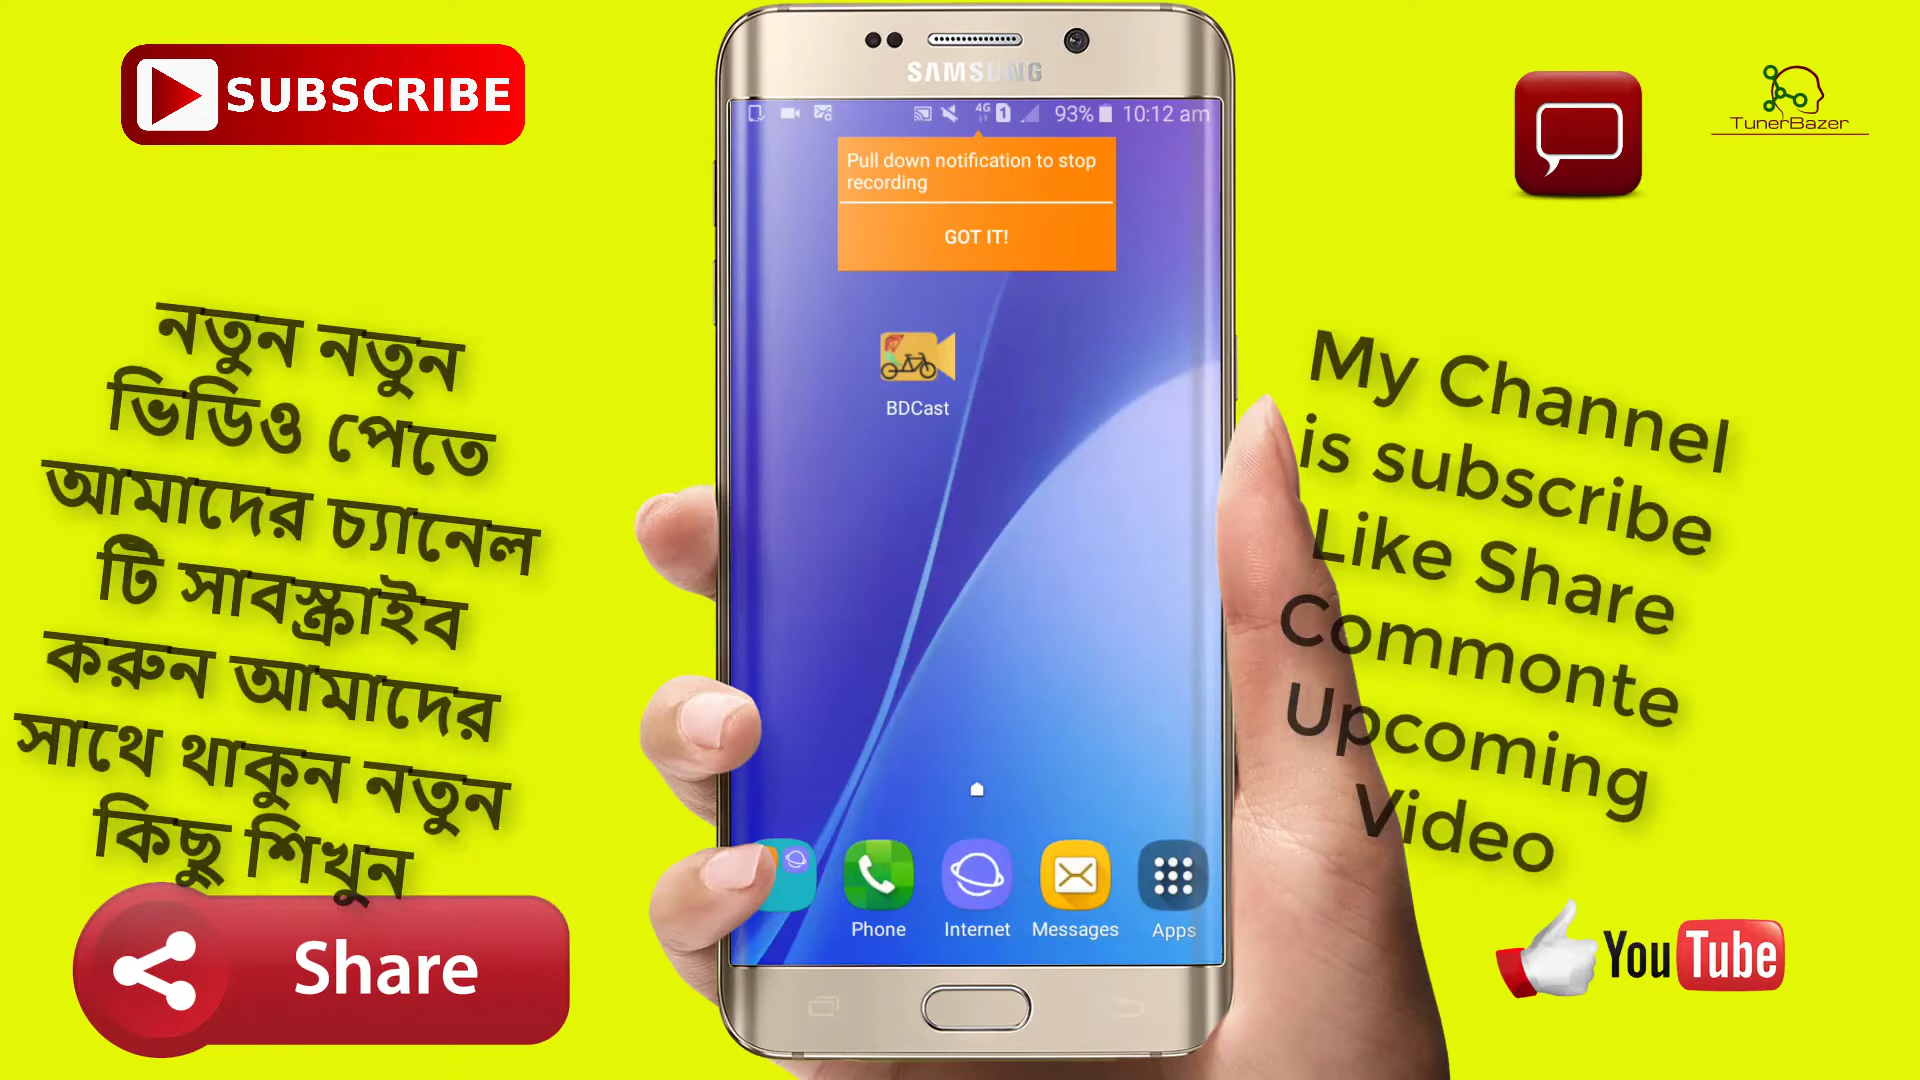 SUBSCRIBE
TunerBazer
SAMSUNG
4G 1 93% 10:12 am
Pull down notification to stop
recording
GOT IT!
BDCast
নতুন নতুন
ভিডিও পেতে
আমাদের চ্যানেল
টি সাবস্ক্রাইব
করুন আমাদের
সাথে থাকুন নতুন
কিছু শিখুন
My Channel
is subscribe
Like Share
Commonte
Upcoming
Video
Phone
Internet
Messages
Apps
Share
YouTube